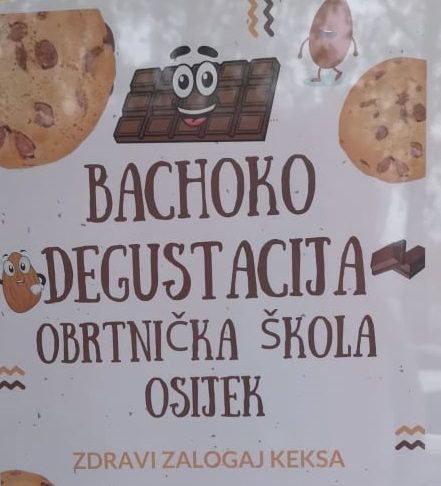 BACHOKO
DEGUSTACIJA
OBRTNIČKA ŠKOLA
OSIJEK
ZDRAVI ZALOGAJ KEKSA